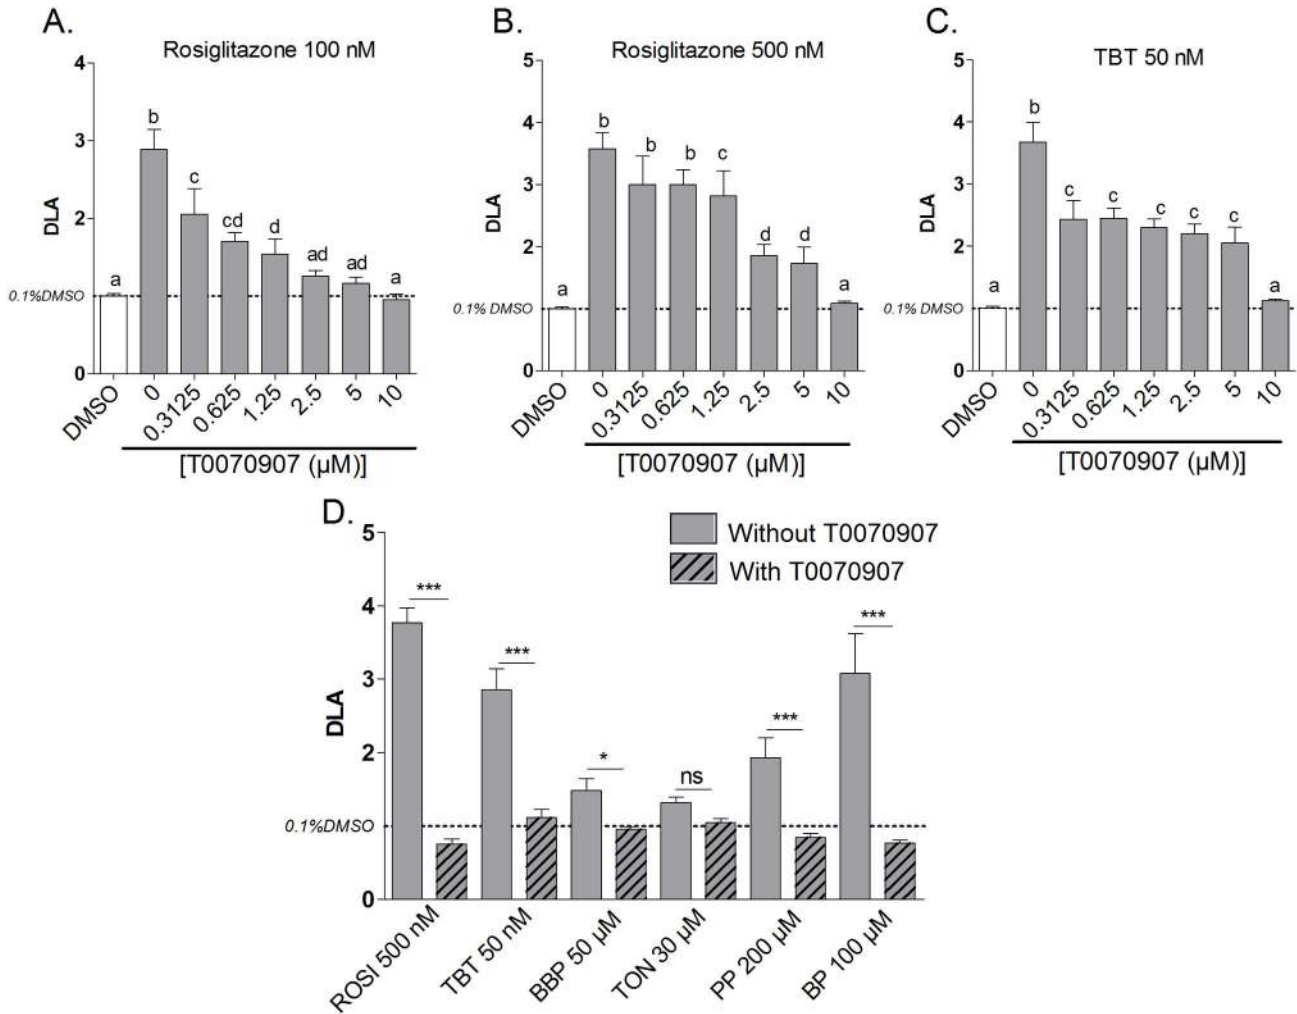 A.
Rosiglitazone 100 nM
4
3
2
0
DLA
0.1%DMSO
a
b
c
cd
d
ad
ad
a
DMSO
0
0.3125
0.625
1.25
2.5
5
10
[T0070907 (µM)]
B.
Rosiglitazone 500 nM
5
4
3
2
0
DLA
0.1% DMSO
a
b
b
b
c
d
d
a
DMSO
0
0.3125
0.625
1.25
2.5
5
10
[T0070907 (µM)]
C.
TBT 50 nM
5
4
3
2
0
DLA
0.1% DMSO
a
b
c
c
c
c
c
a
DMSO
0
0.3125
0.625
1.25
2.5
5
10
[T0070907 (µM)]
D.
Without T0070907
With T0070907
5
4
3
2
0
DLA
0.1%DMSO
***
***
*
ns
***
***
ROSI 500 nM
TBT 50 nM
BBP 50 µM
TON 30 µM
PP 200 µM
BP 100 µM